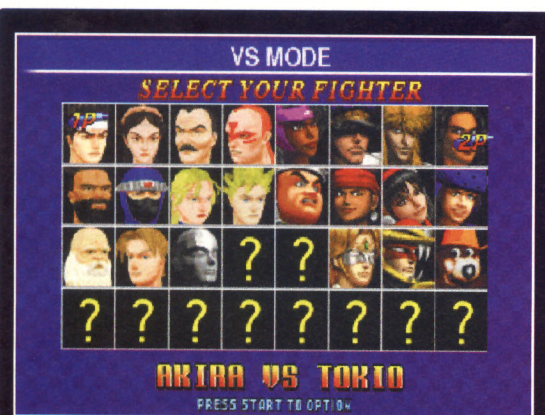 VS MODE
SELECT YOUR FIGHTER
1P
2P
? ?
? ? ? ? ? ? ? ?
AKIRA VS TOKIO
PRESS START TO OPTION